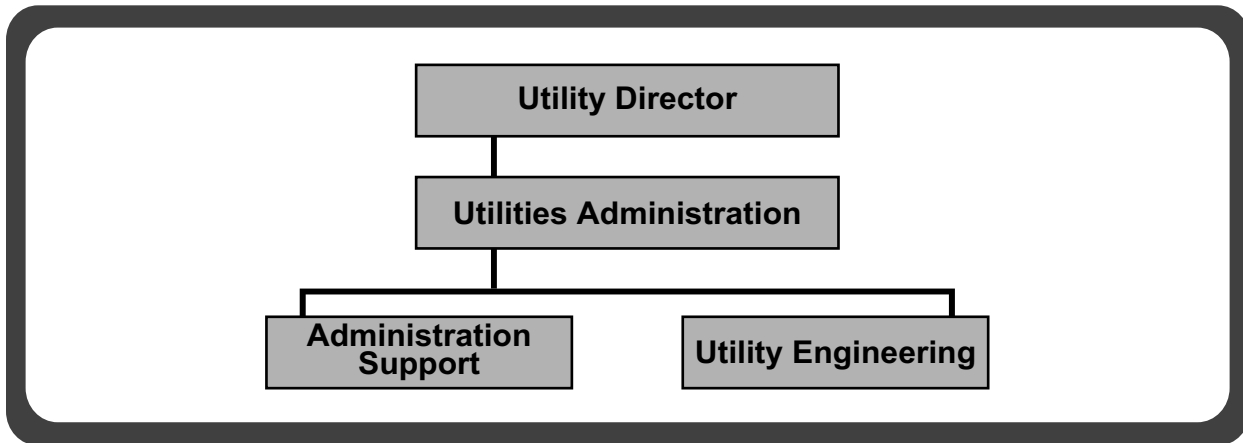 Utility Director
Utilities Administration
Administration
Support
Utility Engineering